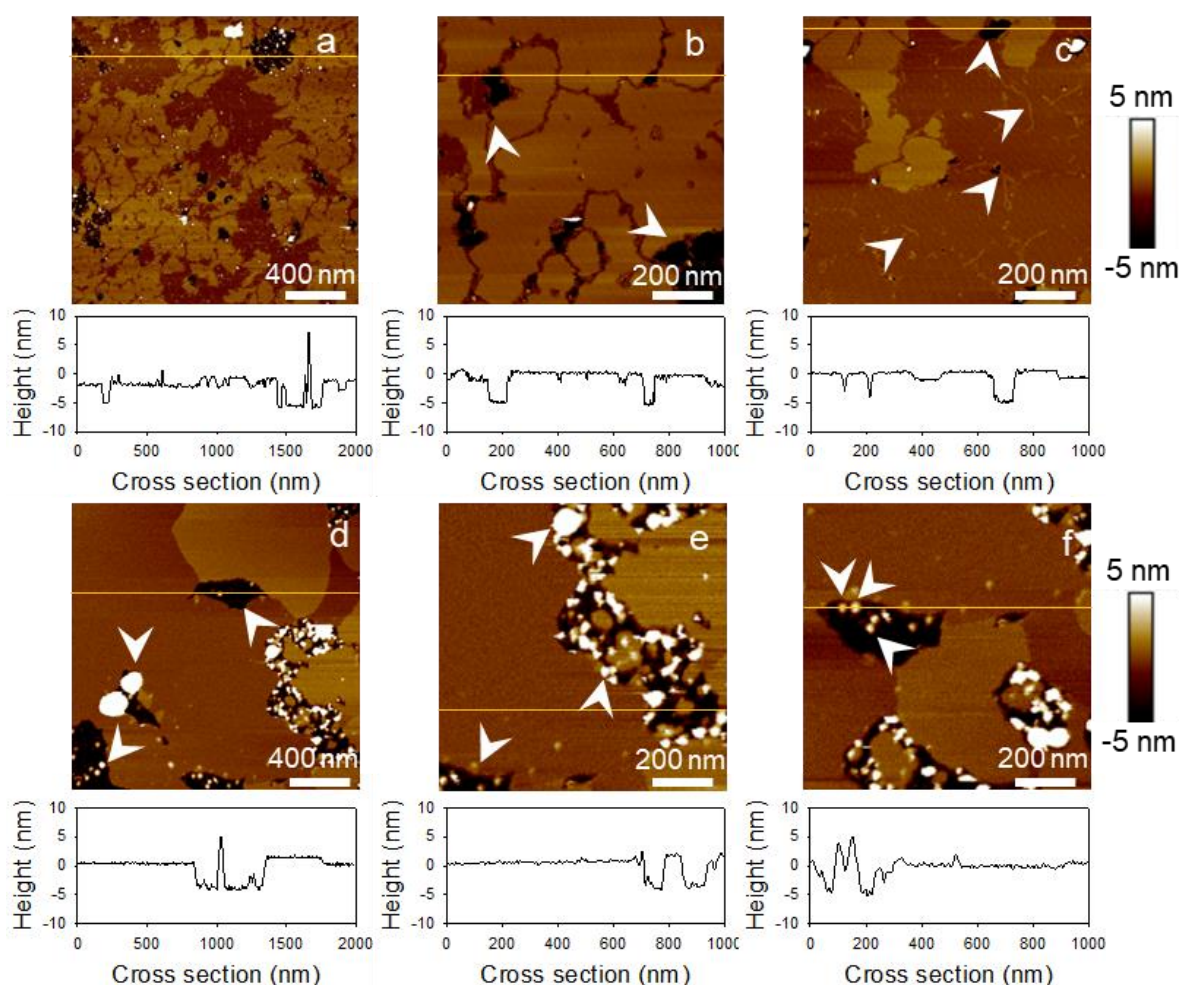 a
400 nm
b
200 nm
c
200 nm
5 nm
-5 nm
Height (nm)
10
5
0
-5
-10
0 500 1000 1500 2000
Cross section (nm)
Height (nm)
10
5
0
-5
-10
0 200 400 600 800 1000
Cross section (nm)
Height (nm)
10
5
0
-5
-10
0 200 400 600 800 1000
Cross section (nm)
d
400 nm
e
200 nm
f
200 nm
5 nm
-5 nm
Height (nm)
10
5
0
-5
-10
0 500 1000 1500 2000
Cross section (nm)
Height (nm)
10
5
0
-5
-10
0 200 400 600 800 1000
Cross section (nm)
Height (nm)
10
5
0
-5
-10
0 200 400 600 800 1000
Cross section (nm)